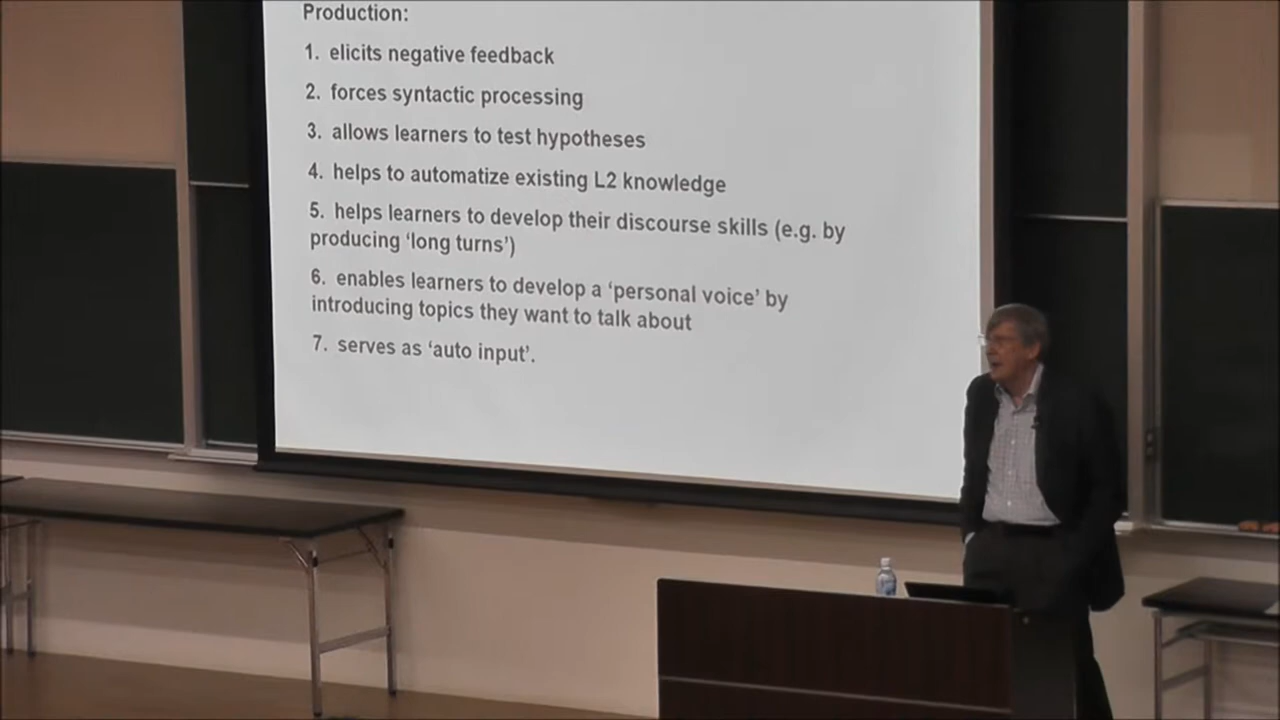 Production:
1. elicits negative feedback
2. forces syntactic processing
3. allows learners to test hypotheses
4. helps to automatize existing L2 knowledge
5. helps learners to develop their discourse skills (e.g. by
producing ‘long turns’)
6. enables learners to develop a ‘personal voice’ by
introducing topics they want to talk about
7. serves as ‘auto input’.